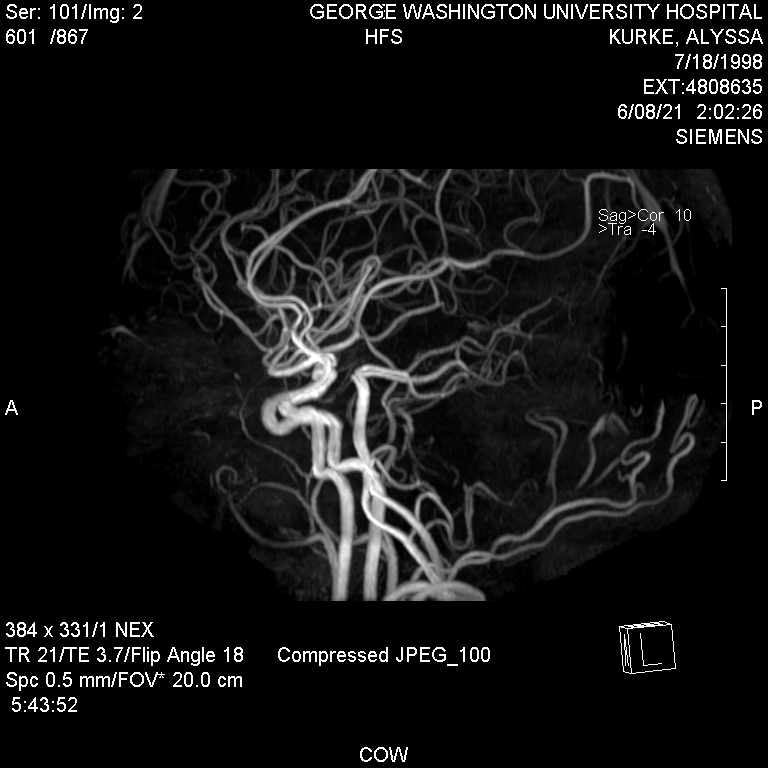 Ser: 101/Img: 2
601 /867
GEORGE WASHINGTON UNIVERSITY HOSPITAL
HFS
KURKE, ALYSSA
7/18/1998
EXT:4808635
6/08/21 2:02:26
SIEMENS
Sag>Cor 10
>Tra -4
A
P
384 x 331/1 NEX
TR 21/TE 3.7/Flip Angle 18
Compressed JPEG_100
Spc 0.5 mm/FOV* 20.0 cm
5:43:52
L
COW